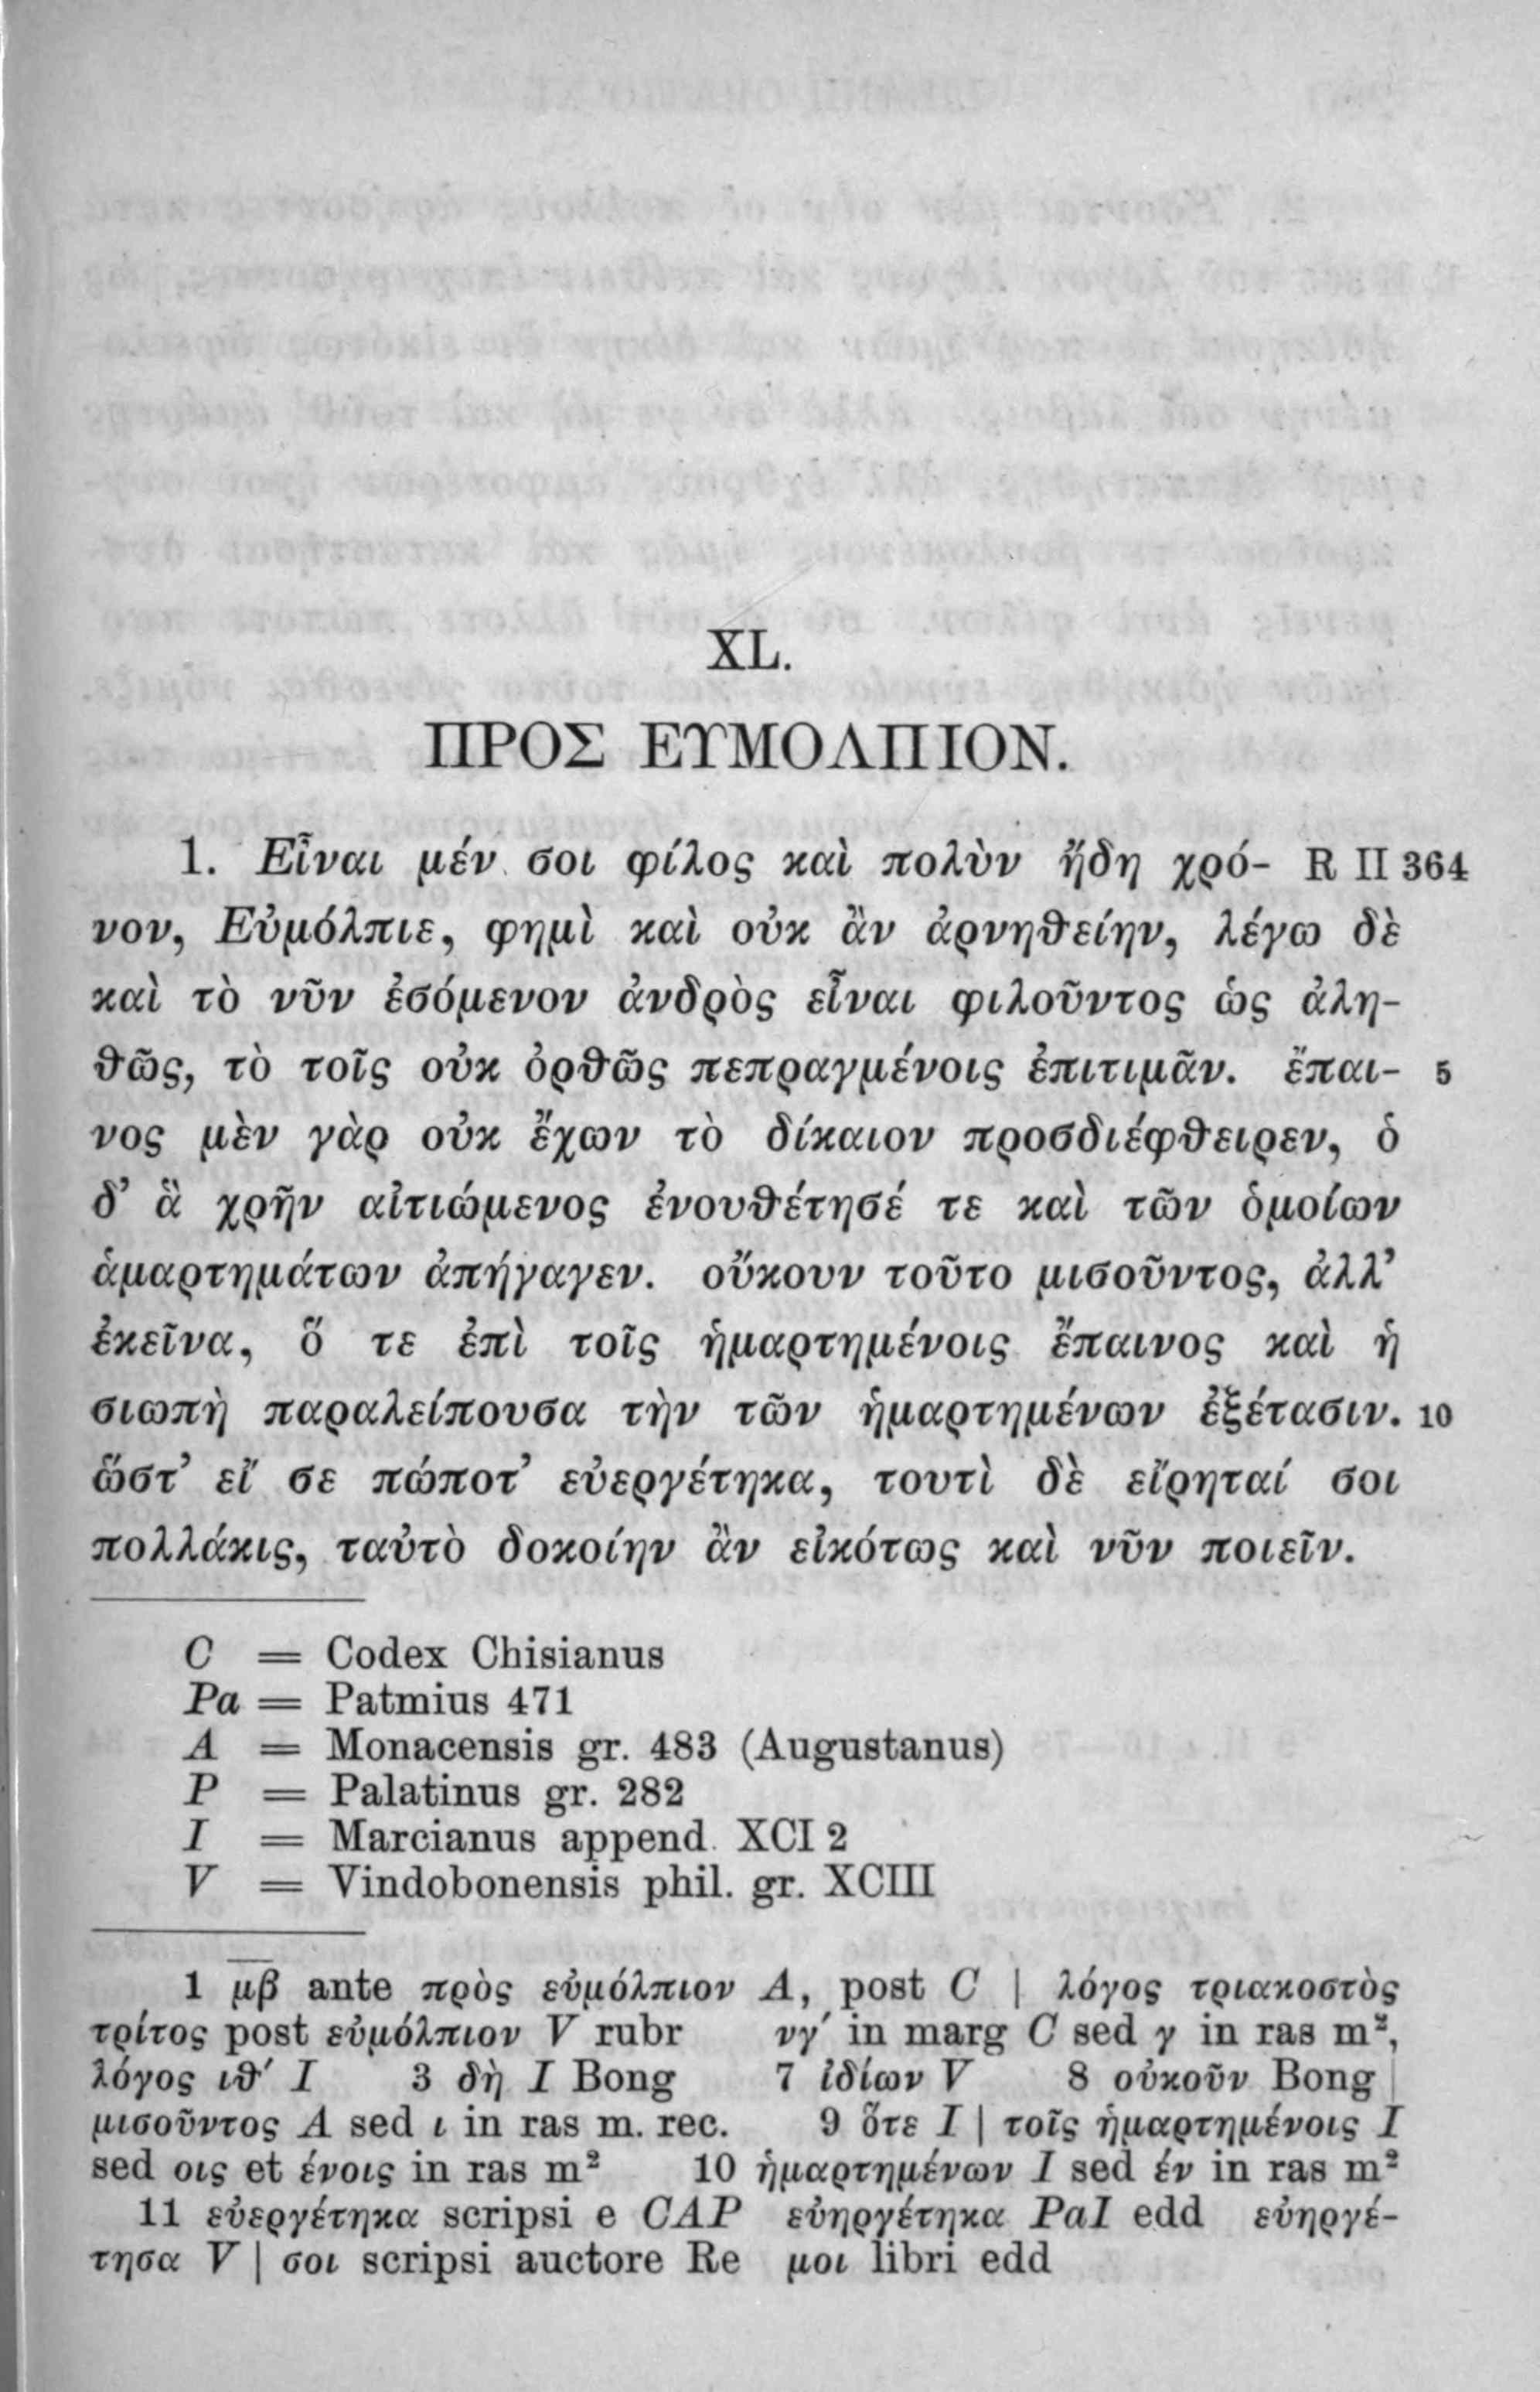 XL.
ΠΡΟΣ ΕΥΜΟΛΠΙΟΝ.
1. Εἶναι μέν σοι φίλος καὶ πολὺν ἤδη χρό- R II 364
νον, Εὐμόλπιε, φημὶ καὶ οὐκ ἂν ἀρνηθείην, λέγω δὲ
καὶ τὸ νῦν ἐσόμενον ἀνδρὸς εἶναι φιλοῦντος ὡς ἀλη-
θῶς, τὸ τοῖς οὐκ ὀρθῶς πεπραγμένοις ἐπιτιμᾶν. ἔπαι- 5
νος μὲν γὰρ οὐκ ἔχων τὸ δίκαιον προσδιέφθειρεν, ὁ
δ’ ἃ χρῆν αἰτιώμενος ἐνουθέτησέ τε καὶ τῶν ὁμοίων
ἁμαρτημάτων ἀπήγαγεν. οὔκουν τοῦτο μισοῦντος, ἀλλ’
ἐκεῖνα, ὅ τε ἐπὶ τοῖς ἡμαρτημένοις ἔπαινος καὶ ἡ
σιωπὴ παραλείπουσα τὴν τῶν ἡμαρτημένων ἐξέτασιν. 10
ὥστ’ εἴ σε πώποτ’ εὐεργέτηκα, τουτὶ δὲ εἴρηταί σοι
πολλάκις, ταὐτὸ δοκοίην ἂν εἰκότως καὶ νῦν ποιεῖν.
C = Codex Chisianus
Pa = Patmius 471
A = Monacensis gr. 483 (Augustanus)
P = Palatinus gr. 282
I = Marcianus append. XCI 2
V = Vindobonensis phil. gr. XCIII
1 μ̅β̅ ante πρὸς εὐμόλπιον A, post C | λόγος τριακοστὸς
τρίτος post εὐμόλπιον V rubr νγ′ in marg C sed γ in ras m²,
λόγος ιθ′ I 3 δὴ I Bong 7 ἰδίων V 8 οὐκοῦν Bong |
μισοῦντος A sed ι in ras m. rec. 9 ὅτε I | τοῖς ἡμαρτημένοις I
sed οις et ένοις in ras m² 10 ἡμαρτημένων I sed έν in ras m²
11 εὐεργέτηκα scripsi e CAP εὐηργέτηκα PaI edd εὐηργέ-
τησα V | σοι scripsi auctore Re μοι libri edd